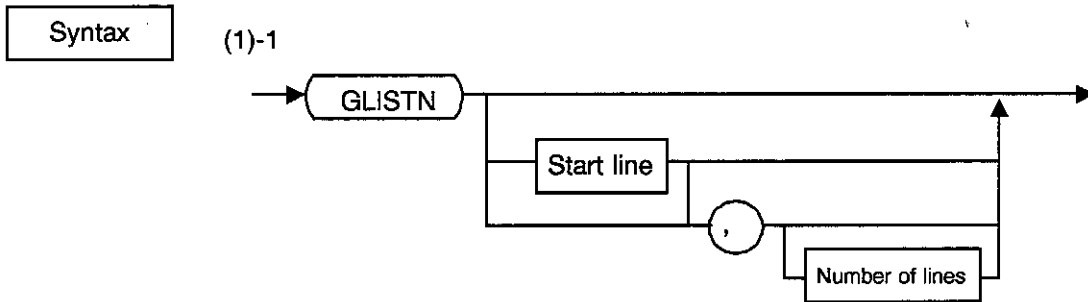 Syntax
(1)-1
GLISTN
Start line
,
Number of lines